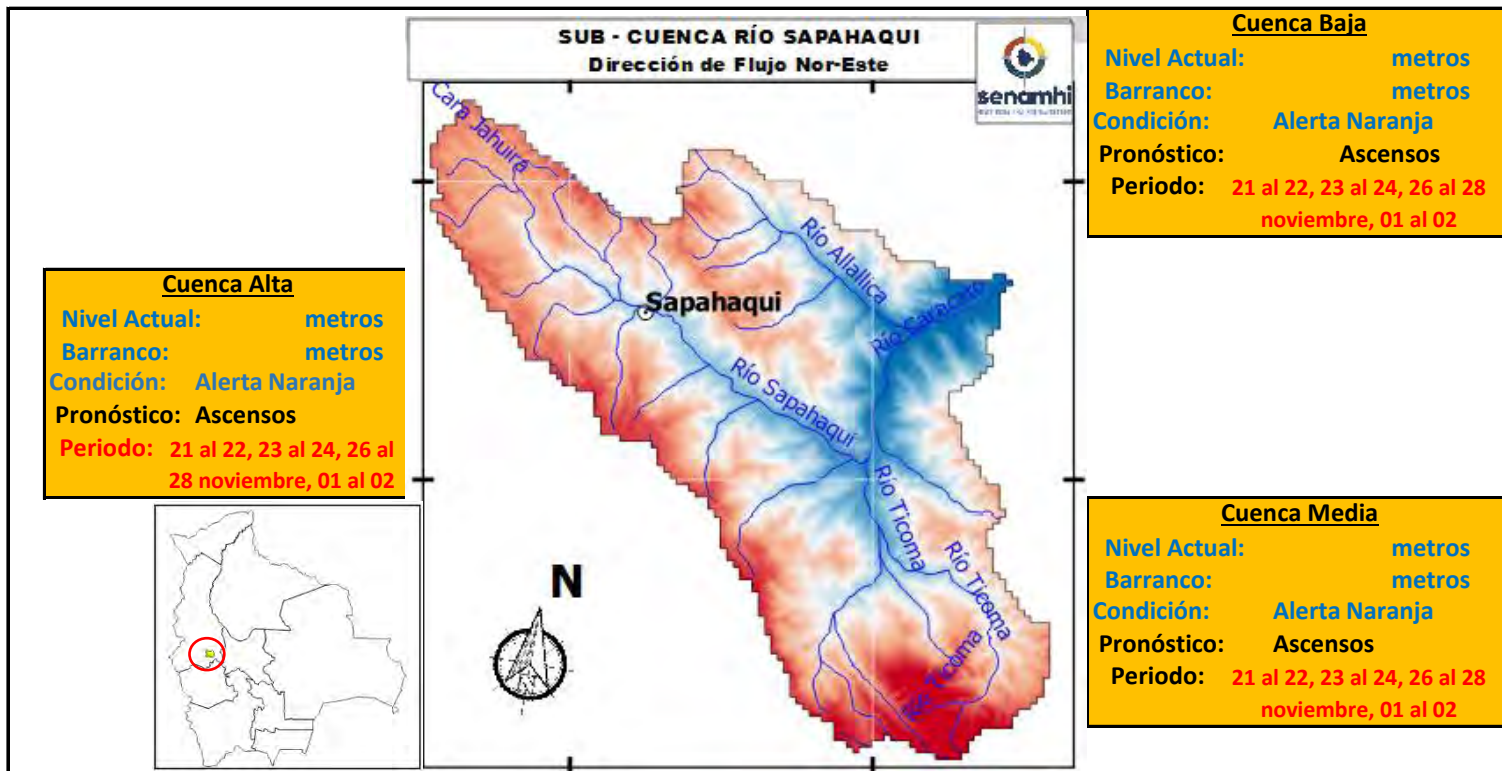 SUB - CUENCA RÍO SAPAHAQUI
Dirección de Flujo Nor-Este
senamhi
Cuenca Baja
Nivel Actual: metros
Barranco: metros
Condición: Alerta Naranja
Pronóstico: Ascensos
Periodo: 21 al 22, 23 al 24, 26 al 28
noviembre, 01 al 02
Cuenca Alta
Nivel Actual: metros
Barranco: metros
Condición: Alerta Naranja
Pronóstico: Ascensos
Periodo: 21 al 22, 23 al 24, 26 al
28 noviembre, 01 al 02
Cara Jahuira
Río Allallica
Río Caracato
Sapahaqui
Río Sapahaqui
Río Ticoma
Río Ticoma
Río Ticoma
N
Cuenca Media
Nivel Actual: metros
Barranco: metros
Condición: Alerta Naranja
Pronóstico: Ascensos
Periodo: 21 al 22, 23 al 24, 26 al 28
noviembre, 01 al 02